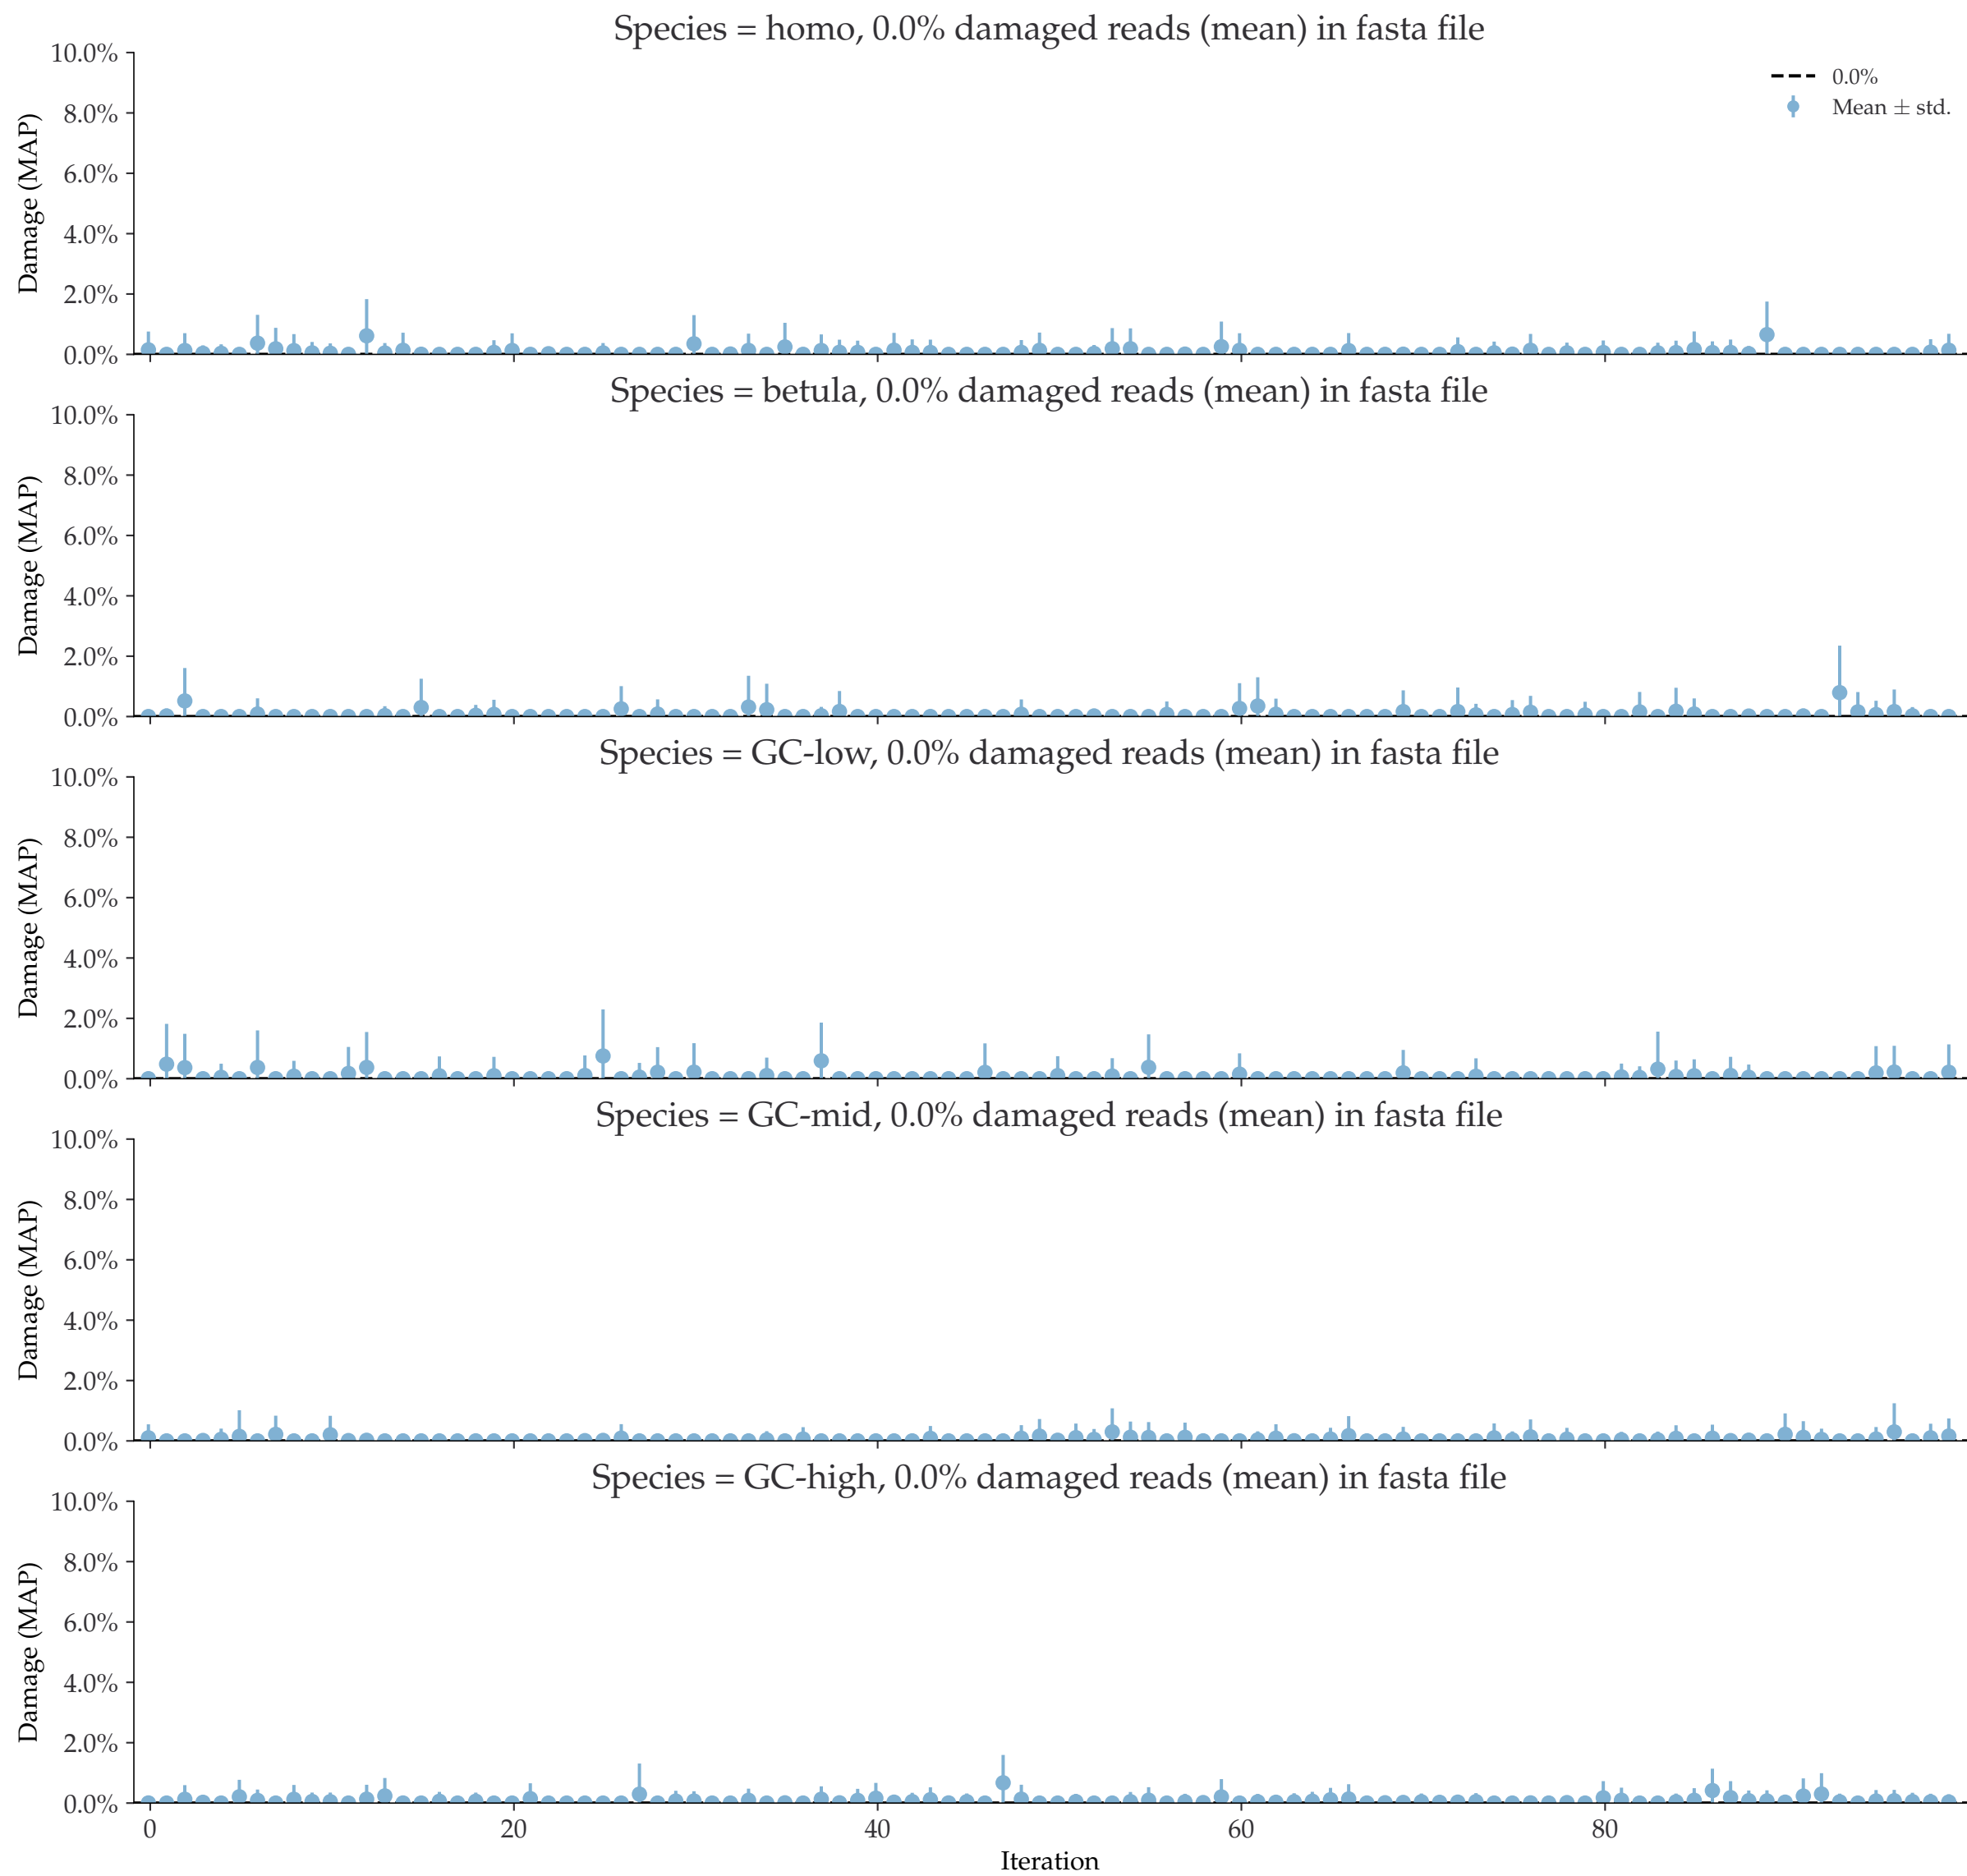 Species = homo, 0.0% damaged reads (mean) in fasta file
10.0%
8.0%
6.0%
4.0%
2.0%
0.0%
Damage (MAP)
0.0%
Mean ± std.
Species = betula, 0.0% damaged reads (mean) in fasta file
10.0%
8.0%
6.0%
4.0%
2.0%
0.0%
Damage (MAP)
Species = GC-low, 0.0% damaged reads (mean) in fasta file
10.0%
8.0%
6.0%
4.0%
2.0%
0.0%
Damage (MAP)
Species = GC-mid, 0.0% damaged reads (mean) in fasta file
10.0%
8.0%
6.0%
4.0%
2.0%
0.0%
Damage (MAP)
Species = GC-high, 0.0% damaged reads (mean) in fasta file
10.0%
8.0%
6.0%
4.0%
2.0%
0.0%
Damage (MAP)
0 20 40 60 80
Iteration